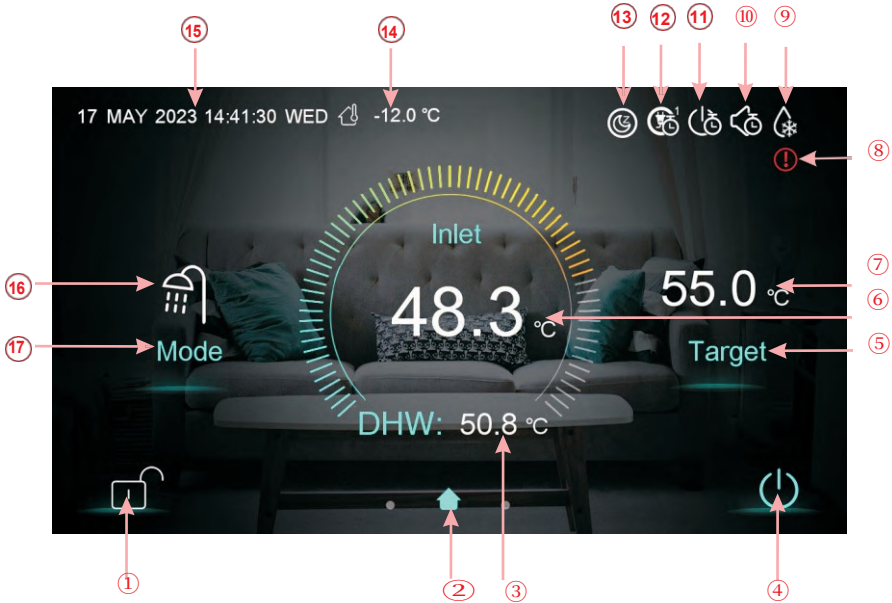 ⑬ ⑫ ⑪ ⑩ ⑨
⑮ ⑭
17 MAY 2023 14:41:30 WED -12.0 ℃
1
⑧
Inlet
⑦
55.0 ℃
⑯
⑥
48.3 ℃
⑰ Mode
Target ⑤
DHW: 50.8 ℃
① ② ③ ④